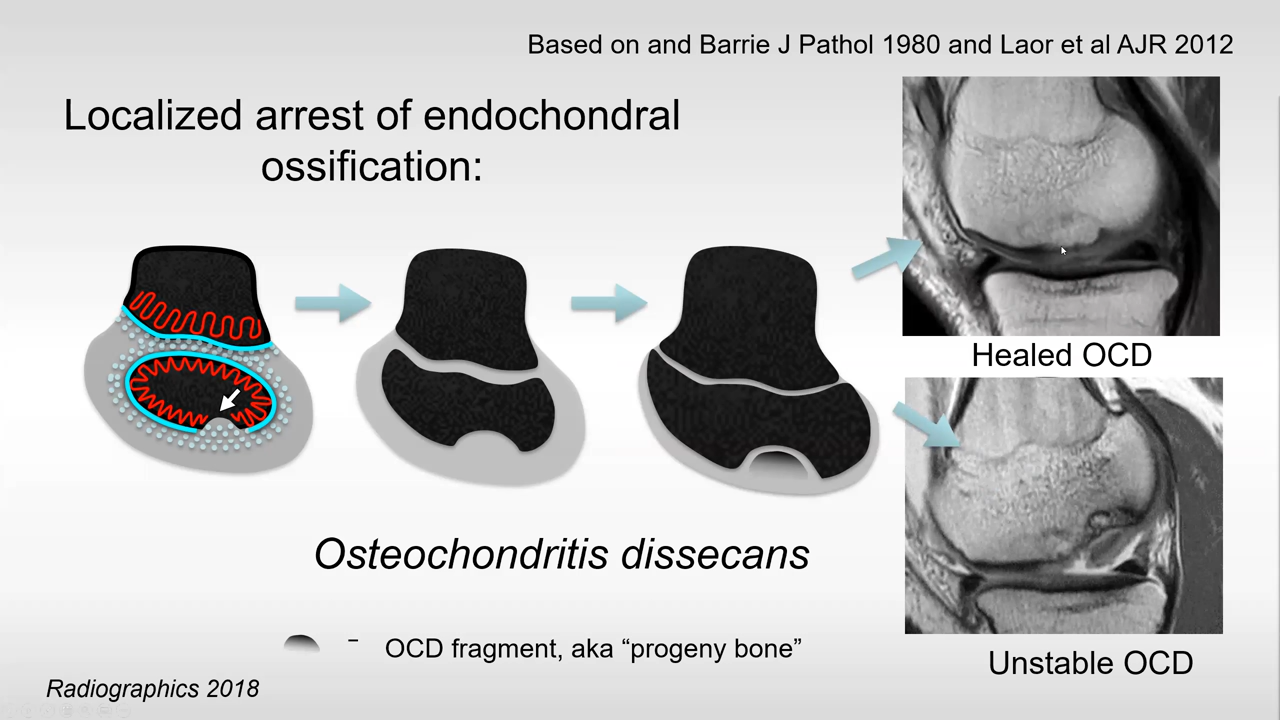 Based on and Barrie J Pathol 1980 and Laor et al AJR 2012
Localized arrest of endochondral
ossification:
Healed OCD
Osteochondritis dissecans
– OCD fragment, aka “progeny bone”
Unstable OCD
Radiographics 2018